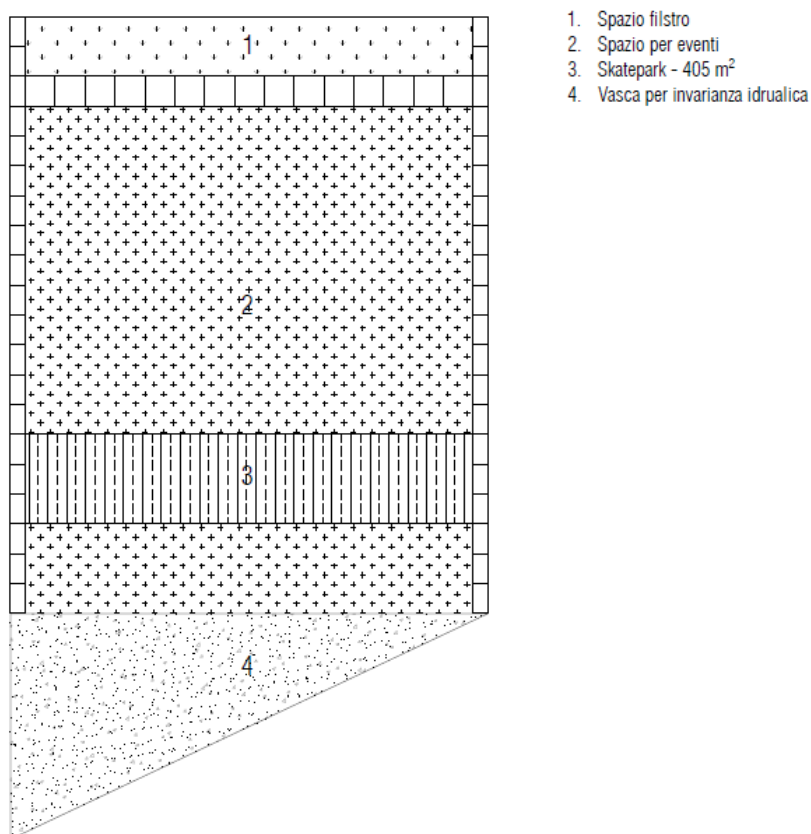 1
2
3
4
1. Spazio filstro
2. Spazio per eventi
3. Skatepark - 405 m²
4. Vasca per invarianza idrualica